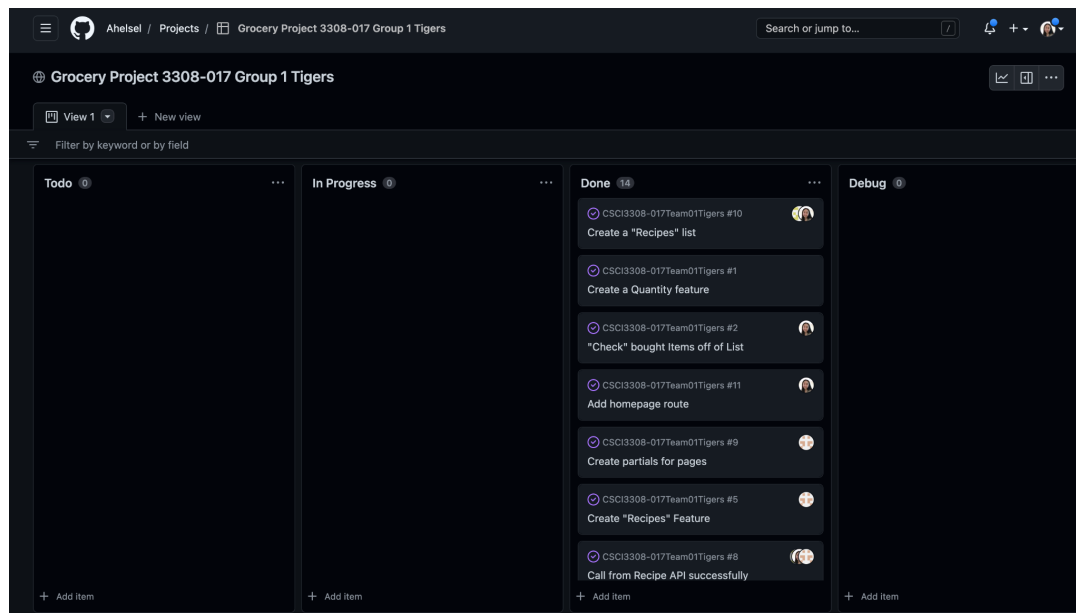 Ahelsel / Projects / Grocery Project 3308-017 Group 1 Tigers
Search or jump to... /
Grocery Project 3308-017 Group 1 Tigers
View 1
+ New view
Filter by keyword or by field
Todo 0
In Progress 0
Done 14
Debug 0
CSCI3308-017Team01Tigers #10
Create a "Recipes" list
CSCI3308-017Team01Tigers #1
Create a Quantity feature
CSCI3308-017Team01Tigers #2
"Check" bought Items off of List
CSCI3308-017Team01Tigers #11
Add homepage route
CSCI3308-017Team01Tigers #9
Create partials for pages
CSCI3308-017Team01Tigers #5
Create "Recipes" Feature
CSCI3308-017Team01Tigers #8
Call from Recipe API successfully
+ Add item
+ Add item
+ Add item
+ Add item